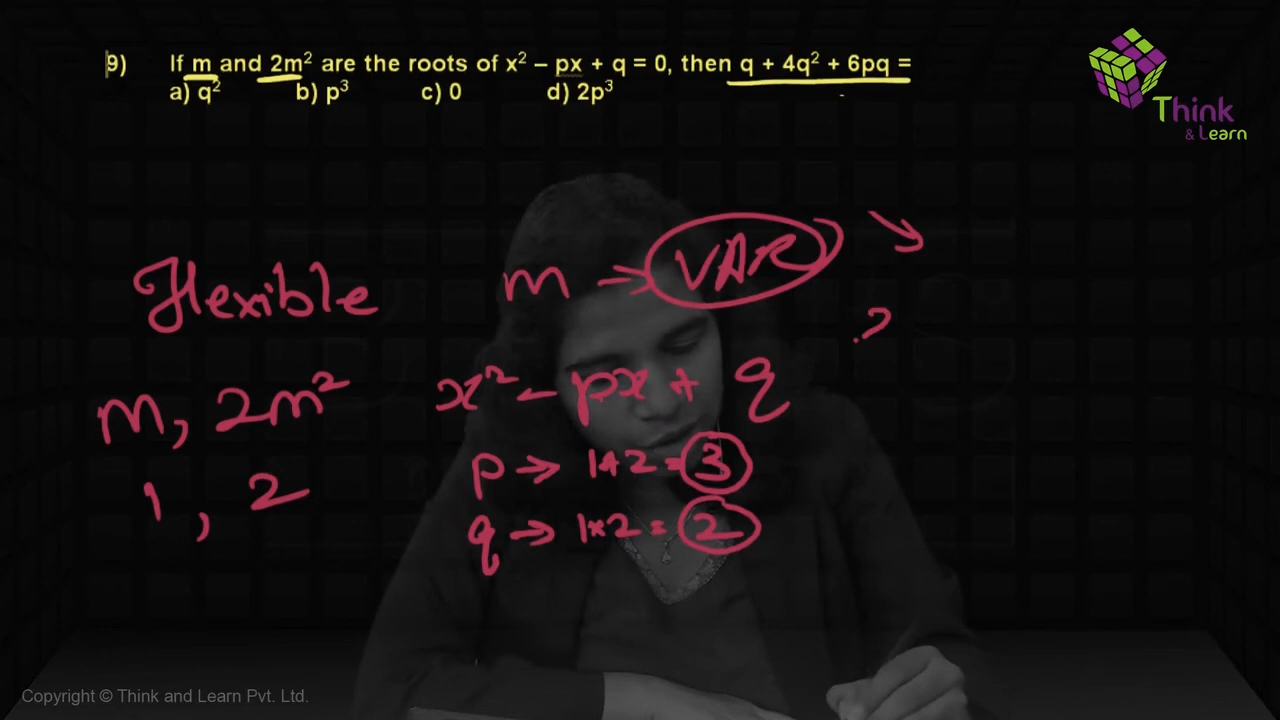 9) If m and 2m² are the roots of x² – px + q = 0, then q + 4q² + 6pq =
a) q² b) p³ c) 0 d) 2p³
Think
& Learn
Flexible m → VAR
?
m, 2m² x² – px + q
p → 1+2=3
1, 2
q → 1×2=2
Copyright © Think and Learn Pvt. Ltd.